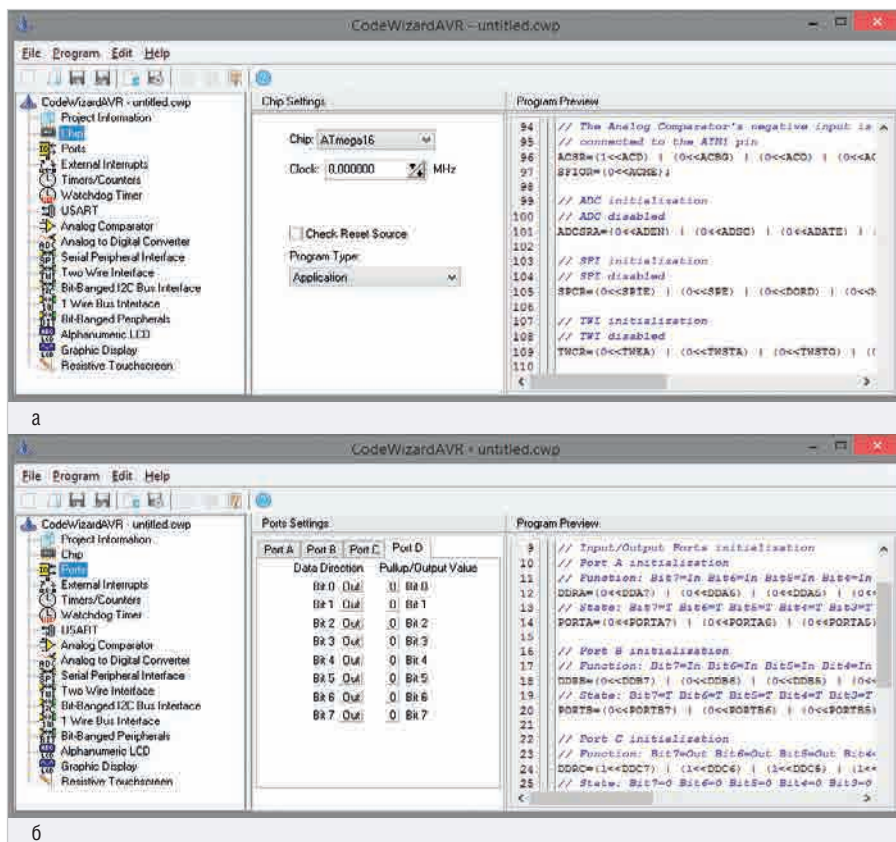 CodeWizardAVR - untitled.cwp
File Program Edit Help
CodeWizardAVR - untitled.cwp
Project Information
Chip
Ports
External Interrupts
Timers/Counters
Watchdog Timer
USART
Analog Comparator
Analog to Digital Converter
Serial Peripheral Interface
Two Wire Interface
Bit-Banged I2C Bus Interface
1 Wire Bus Interface
Bit-Banged Peripherals
Alphanumeric LCD
Graphic Display
Resistive Touchscreen
Chip Settings
Chip: ATmega16
Clock: MHz
Check Reset Source
Program Type:
Application
Program Preview
94 // The Analog Comparator's negative input is
95 // connected to the AIN1 pin
96 ACSR=(1<<ACD) | (0<<ACBG) | (0<<ACO) | (0<<AC
97 SFIOR=(0<<ACME);
98
99 // ADC initialization
100 // ADC disabled
101 ADCSRA=(0<<ADEN) | (0<<ADSC) | (0<<ADATE) |
102
103 // SPI initialization
104 // SPI disabled
105 SPCR=(0<<SPIE) | (0<<SPE) | (0<<DORD) |
106
107 // TWI initialization
108 // TWI disabled
109 TWCR=(0<<TWEA) | (0<<TWSTA) | (0<<TWSTO) |
110
а
CodeWizardAVR - untitled.cwp
File Program Edit Help
CodeWizardAVR - untitled.cwp
Project Information
Chip
Ports
External Interrupts
Timers/Counters
Watchdog Timer
USART
Analog Comparator
Analog to Digital Converter
Serial Peripheral Interface
Two Wire Interface
Bit-Banged I2C Bus Interface
1 Wire Bus Interface
Bit-Banged Peripherals
Alphanumeric LCD
Graphic Display
Resistive Touchscreen
Ports Settings
Port A Port B Port C Port D
Data Direction Pullup/Output Value
Bit 0 Out 0 Bit 0
Bit 1 Out 0 Bit 1
Bit 2 Out 0 Bit 2
Bit 3 Out 0 Bit 3
Bit 4 Out 0 Bit 4
Bit 5 Out 0 Bit 5
Bit 6 Out 0 Bit 6
Bit 7 Out 0 Bit 7
Program Preview
9 // Input/Output Ports initialization
10 // Port A initialization
11 // Function: Bit7=In Bit6=In Bit5=In Bit4=In
12 DDRA=(0<<DDA7) | (0<<DDA6) | (0<<DDA5) | (0<<
13 // State: Bit7=T Bit6=T Bit5=T Bit4=T Bit3=T
14 PORTA=(0<<PORTA7) | (0<<PORTA6) | (0<<PORTA5)
15
16 // Port B initialization
17 // Function: Bit7=In Bit6=In Bit5=In Bit4=In
18 DDRB=(0<<DDB7) | (0<<DDB6) | (0<<DDB5) | (0<<
19 // State: Bit7=T Bit6=T Bit5=T Bit4=T Bit3=T
20 PORTB=(0<<PORTB7) | (0<<PORTB6) | (0<<PORTB5)
21
22 // Port C initialization
23 // Function: Bit7=Out Bit6=Out Bit5=Out Bit4=
24 DDRC=(1<<DDC7) | (1<<DDC6) | (1<<DDC5) | (1<<
25 // State: Bit7=0 Bit6=0 Bit5=0 Bit4=0 Bit3=0
б